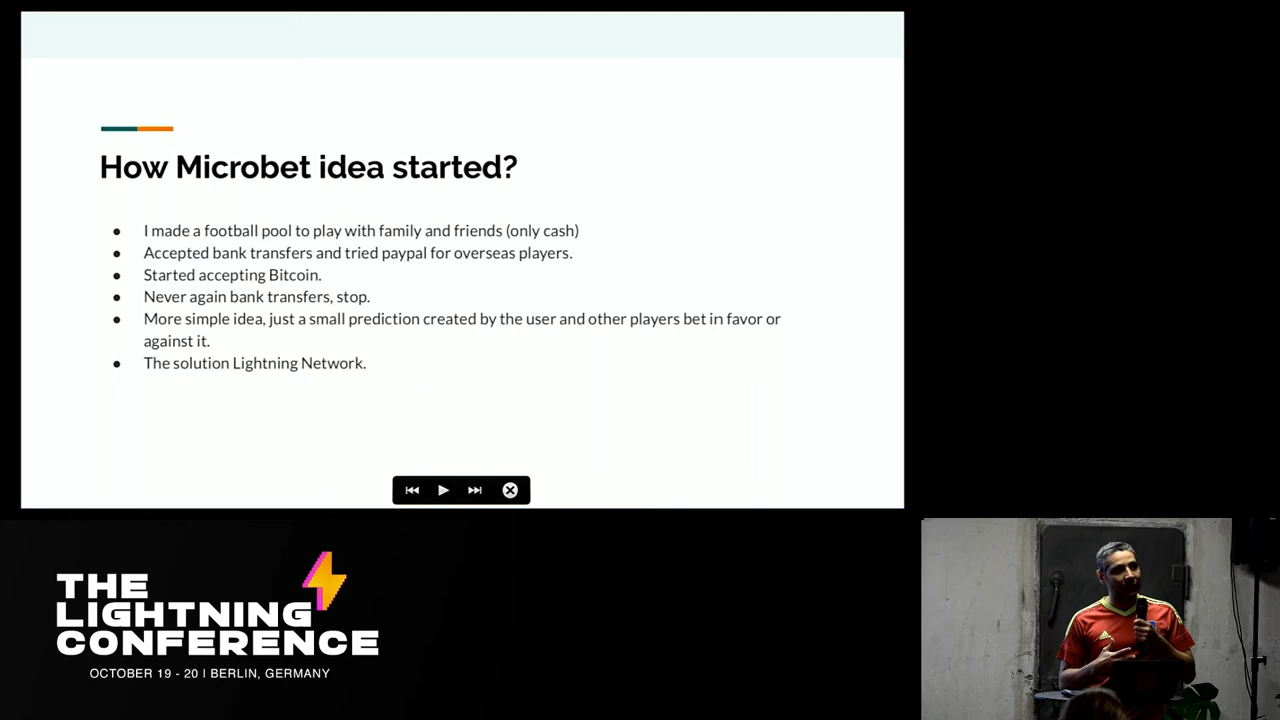 How Microbet idea started?
● I made a football pool to play with family and friends (only cash)
● Accepted bank transfers and tried paypal for overseas players.
● Started accepting Bitcoin.
● Never again bank transfers, stop.
● More simple idea, just a small prediction created by the user and other players bet in favor or
against it.
● The solution Lightning Network.
THE
LIGHTNING
CONFERENCE
OCTOBER 19 - 20 | BERLIN, GERMANY